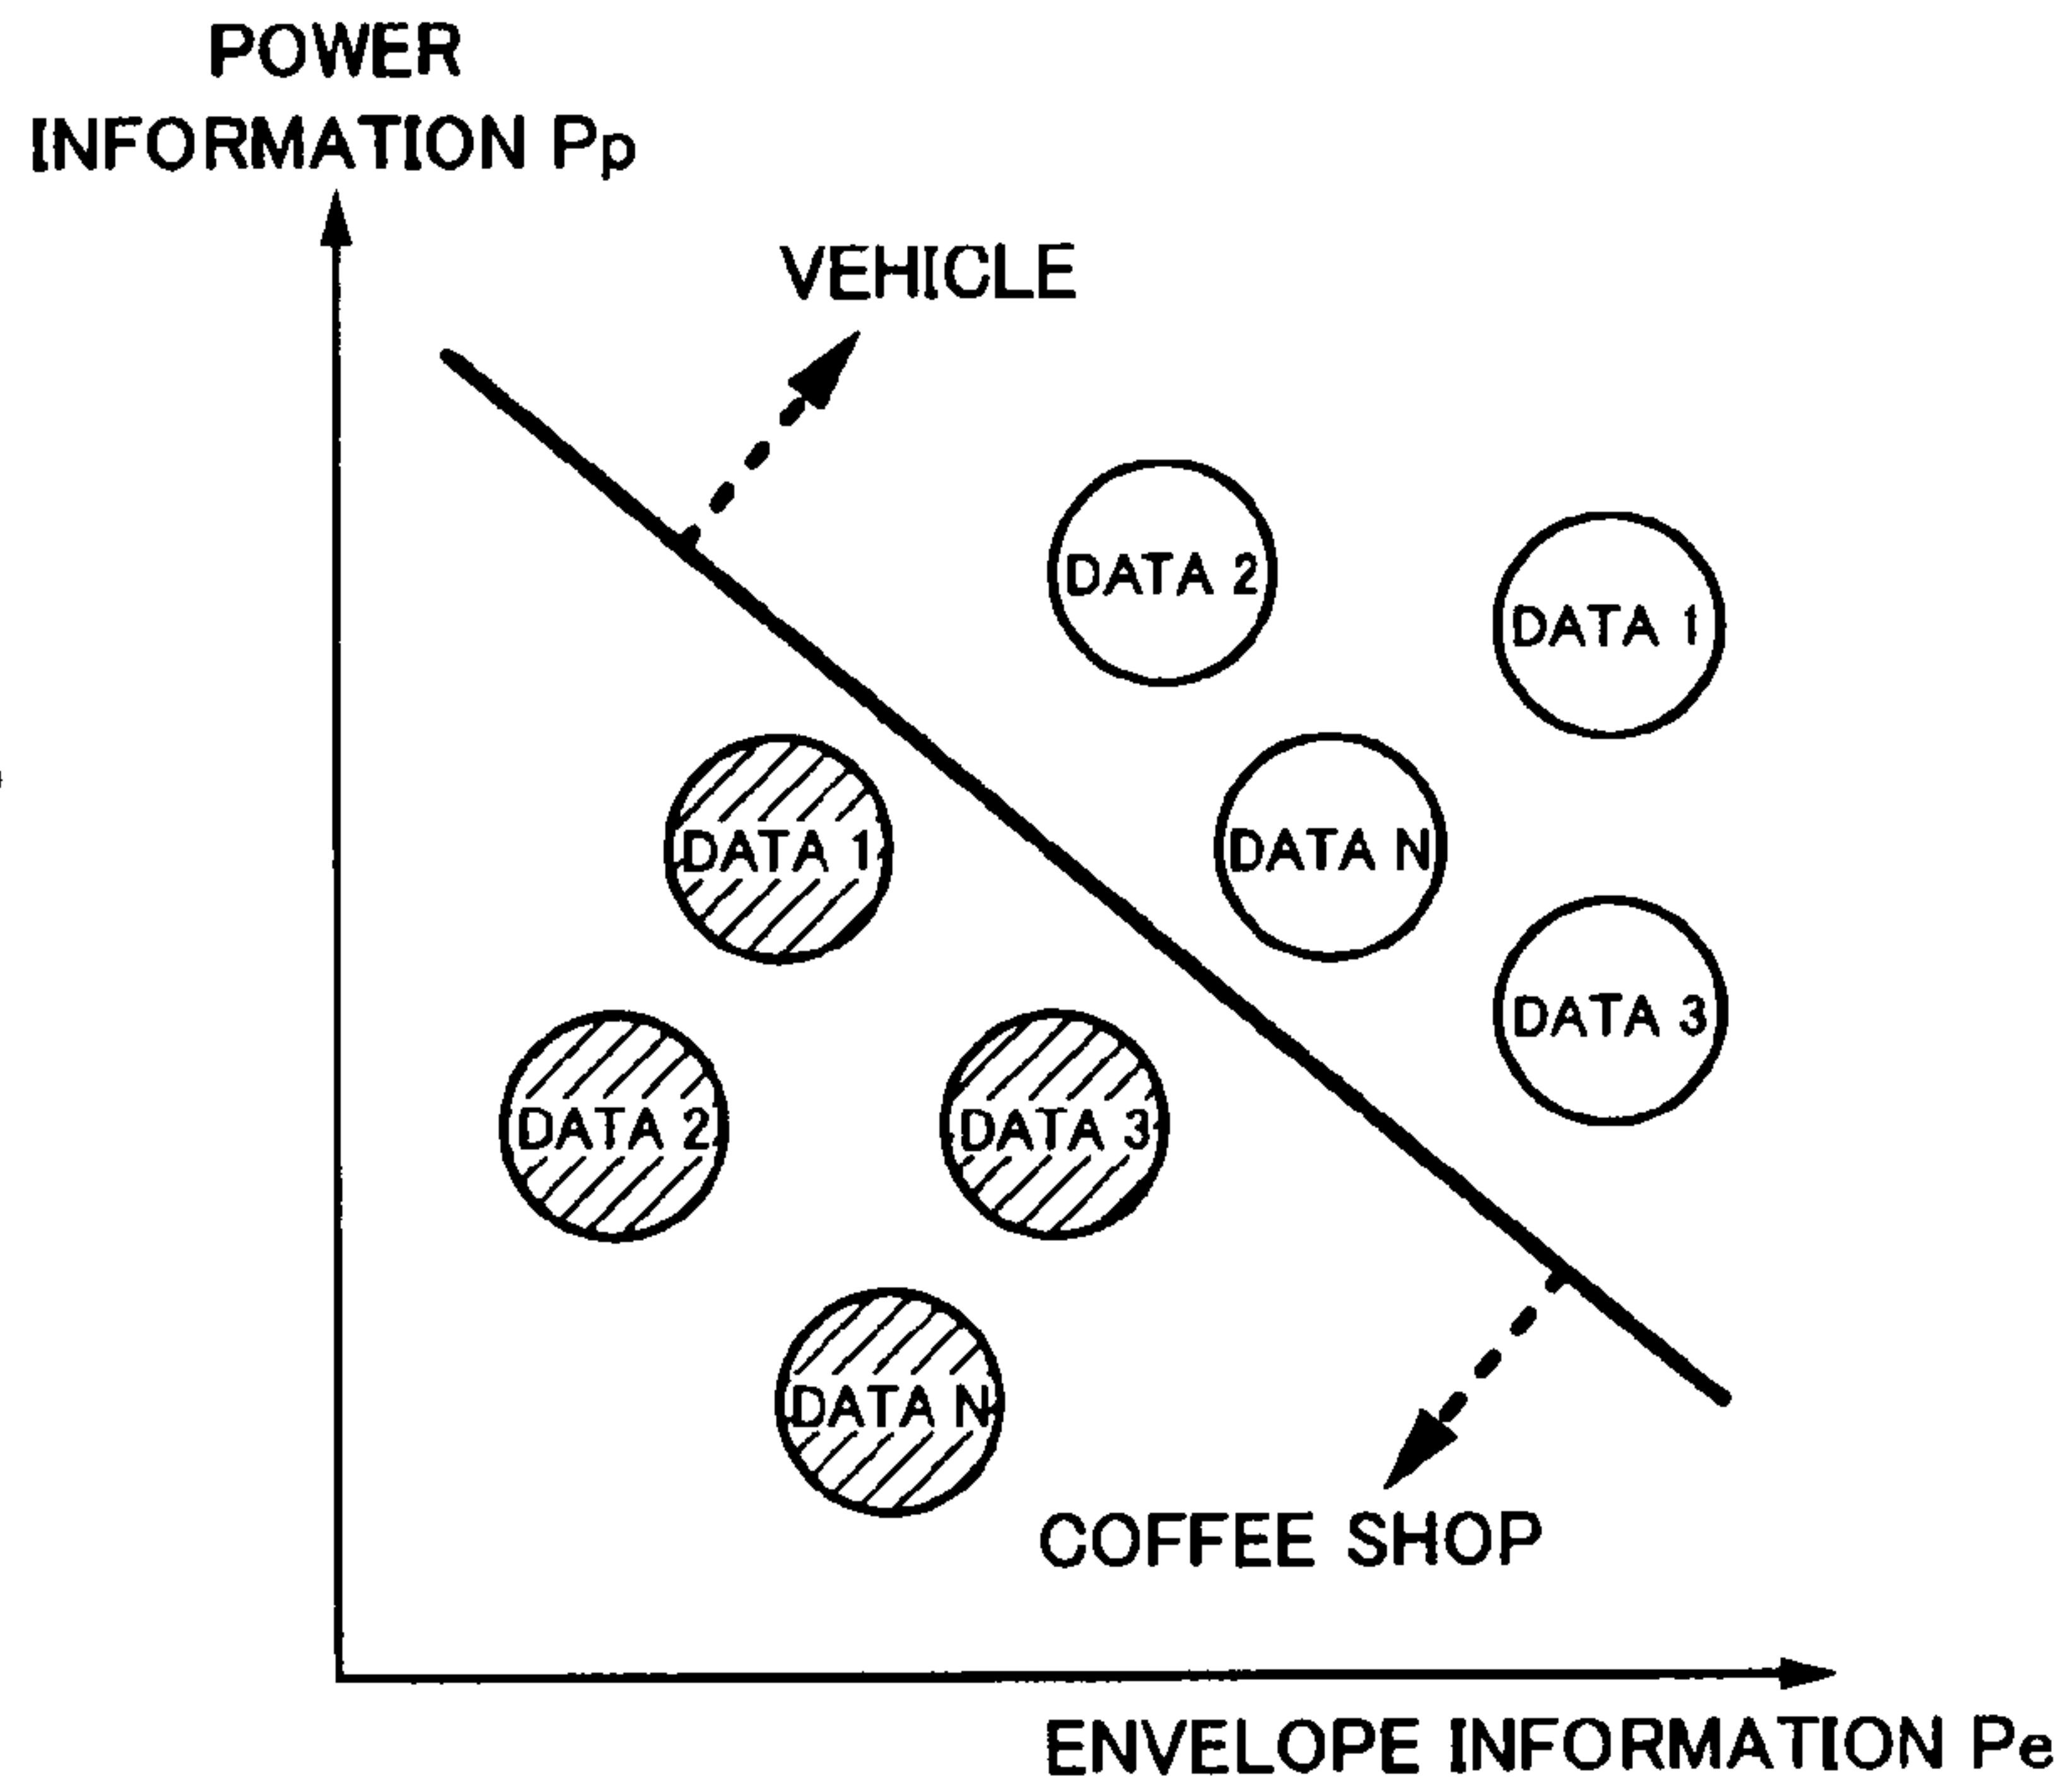 POWER
INFORMATION Pp
VEHICLE
DATA 2
DATA 1
DATA 1
DATA N
DATA 3
DATA 2
DATA 3
DATA N
COFFEE SHOP
ENVELOPE INFORMATION Pe